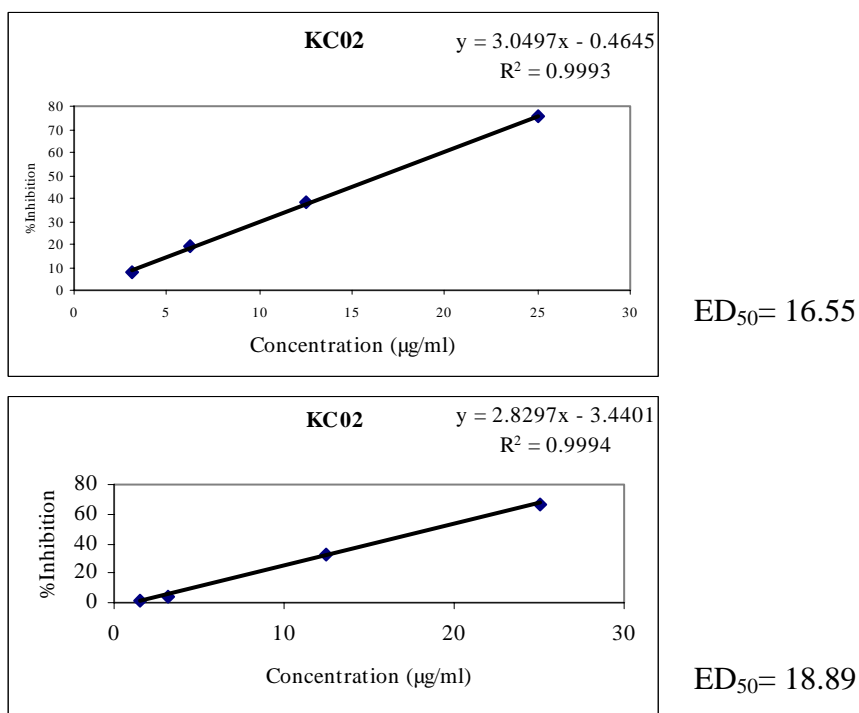 KC02
y = 3.0497x - 0.4645
R² = 0.9993
80
70
60
50
40
30
20
10
0
%Inhibition
0 5 10 15 20 25 30
Concentration (µg/ml)
ED₅₀= 16.55
KC02
y = 2.8297x - 3.4401
R² = 0.9994
80
60
40
20
0
%Inhibition
0 10 20 30
Concentration (µg/ml)
ED₅₀= 18.89